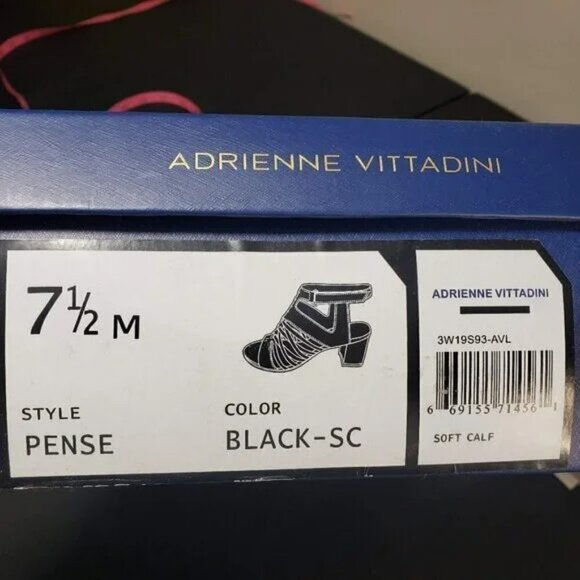 ADRIENNE VITTADINI
7½ M
STYLE
PENSE
COLOR
BLACK-SC
ADRIENNE VITTADINI
3W19S93-AVL
6 69155 71456 1
SOFT CALF